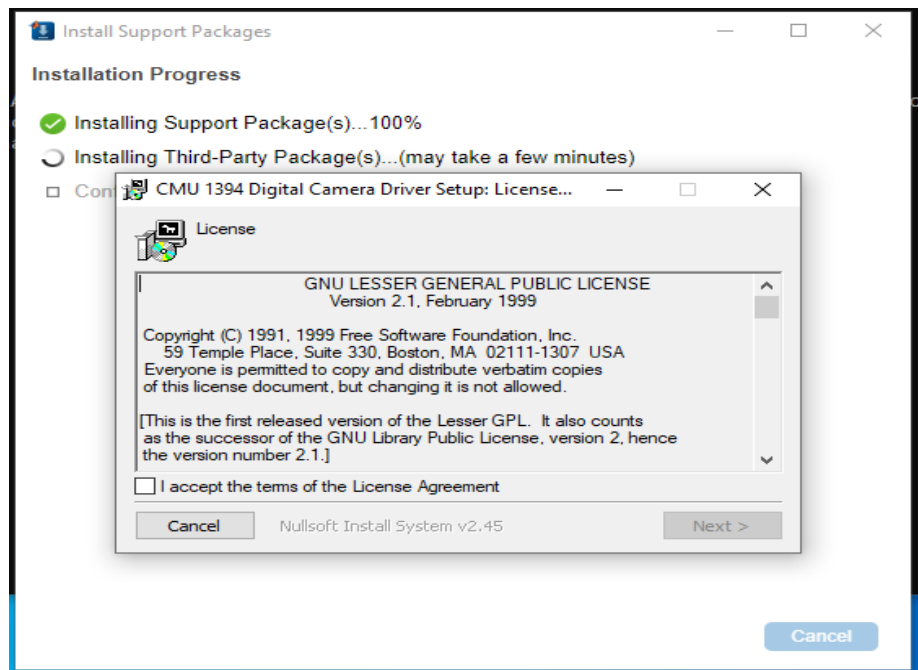 Install Support Packages
Installation Progress
Installing Support Package(s)...100%
Installing Third-Party Package(s)...(may take a few minutes)
CMU 1394 Digital Camera Driver Setup: License...
License
GNU LESSER GENERAL PUBLIC LICENSE
Version 2.1, February 1999
Copyright (C) 1991, 1999 Free Software Foundation, Inc.
59 Temple Place, Suite 330, Boston, MA 02111-1307 USA
Everyone is permitted to copy and distribute verbatim copies
of this license document, but changing it is not allowed.
[This is the first released version of the Lesser GPL. It also counts
as the successor of the GNU Library Public License, version 2, hence
the version number 2.1.]
I accept the terms of the License Agreement
Cancel
Nullsoft Install System v2.45
Next >
Cancel